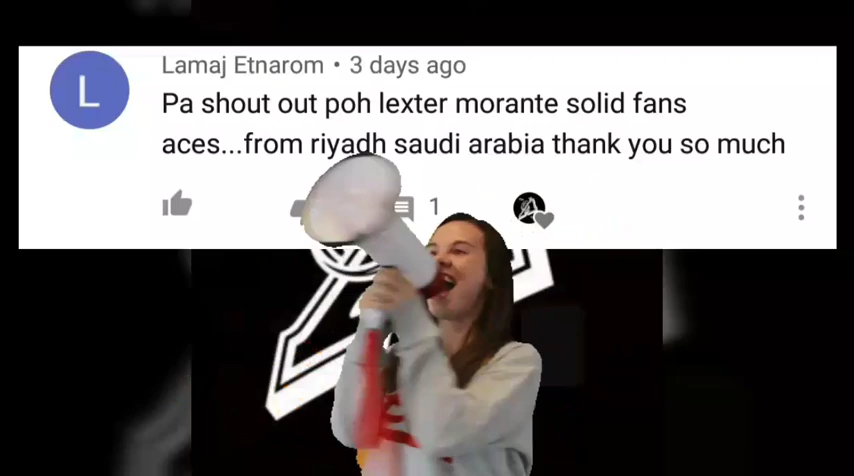 L
Lamaj Etnarom • 3 days ago
Pa shout out poh lexter morante solid fans
aces...from riyadh saudi arabia thank you so much
1